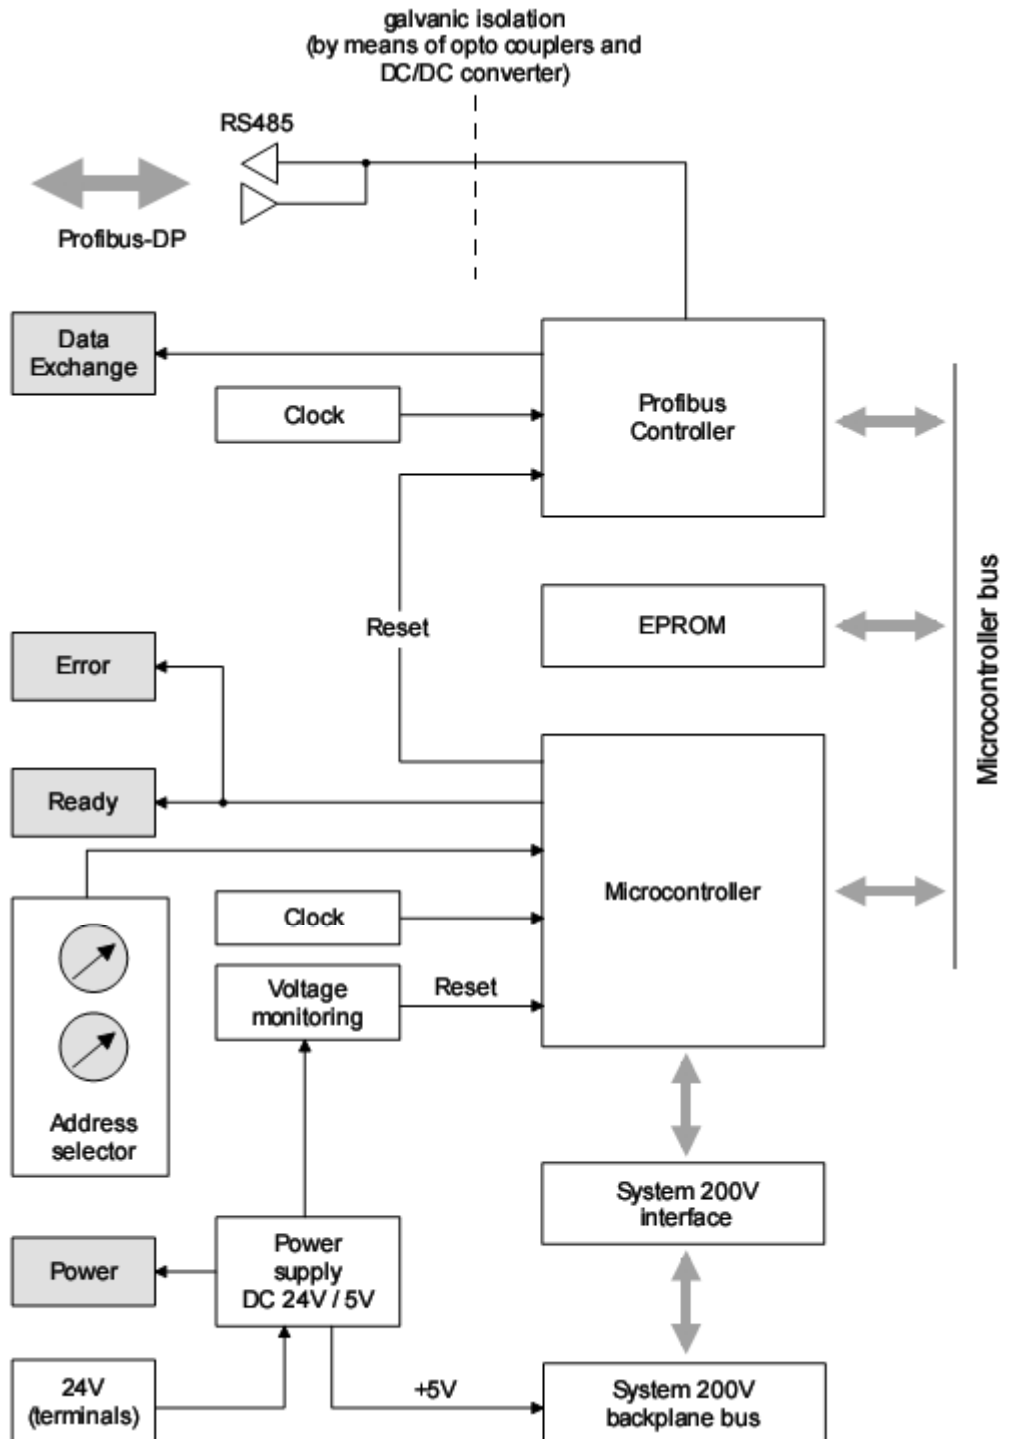 galvanic isolation
(by means of opto couplers and
DC/DC converter)
RS485
Profibus-DP
Data
Exchange
Clock
Profibus
Controller
Reset
EPROM
Error
Microcontroller bus
Ready
Microcontroller
Clock
Voltage
monitoring
Reset
Address
selector
System 200V
interface
Power
Power
supply
DC 24V / 5V
24V
(terminals)
+5V
System 200V
backplane bus